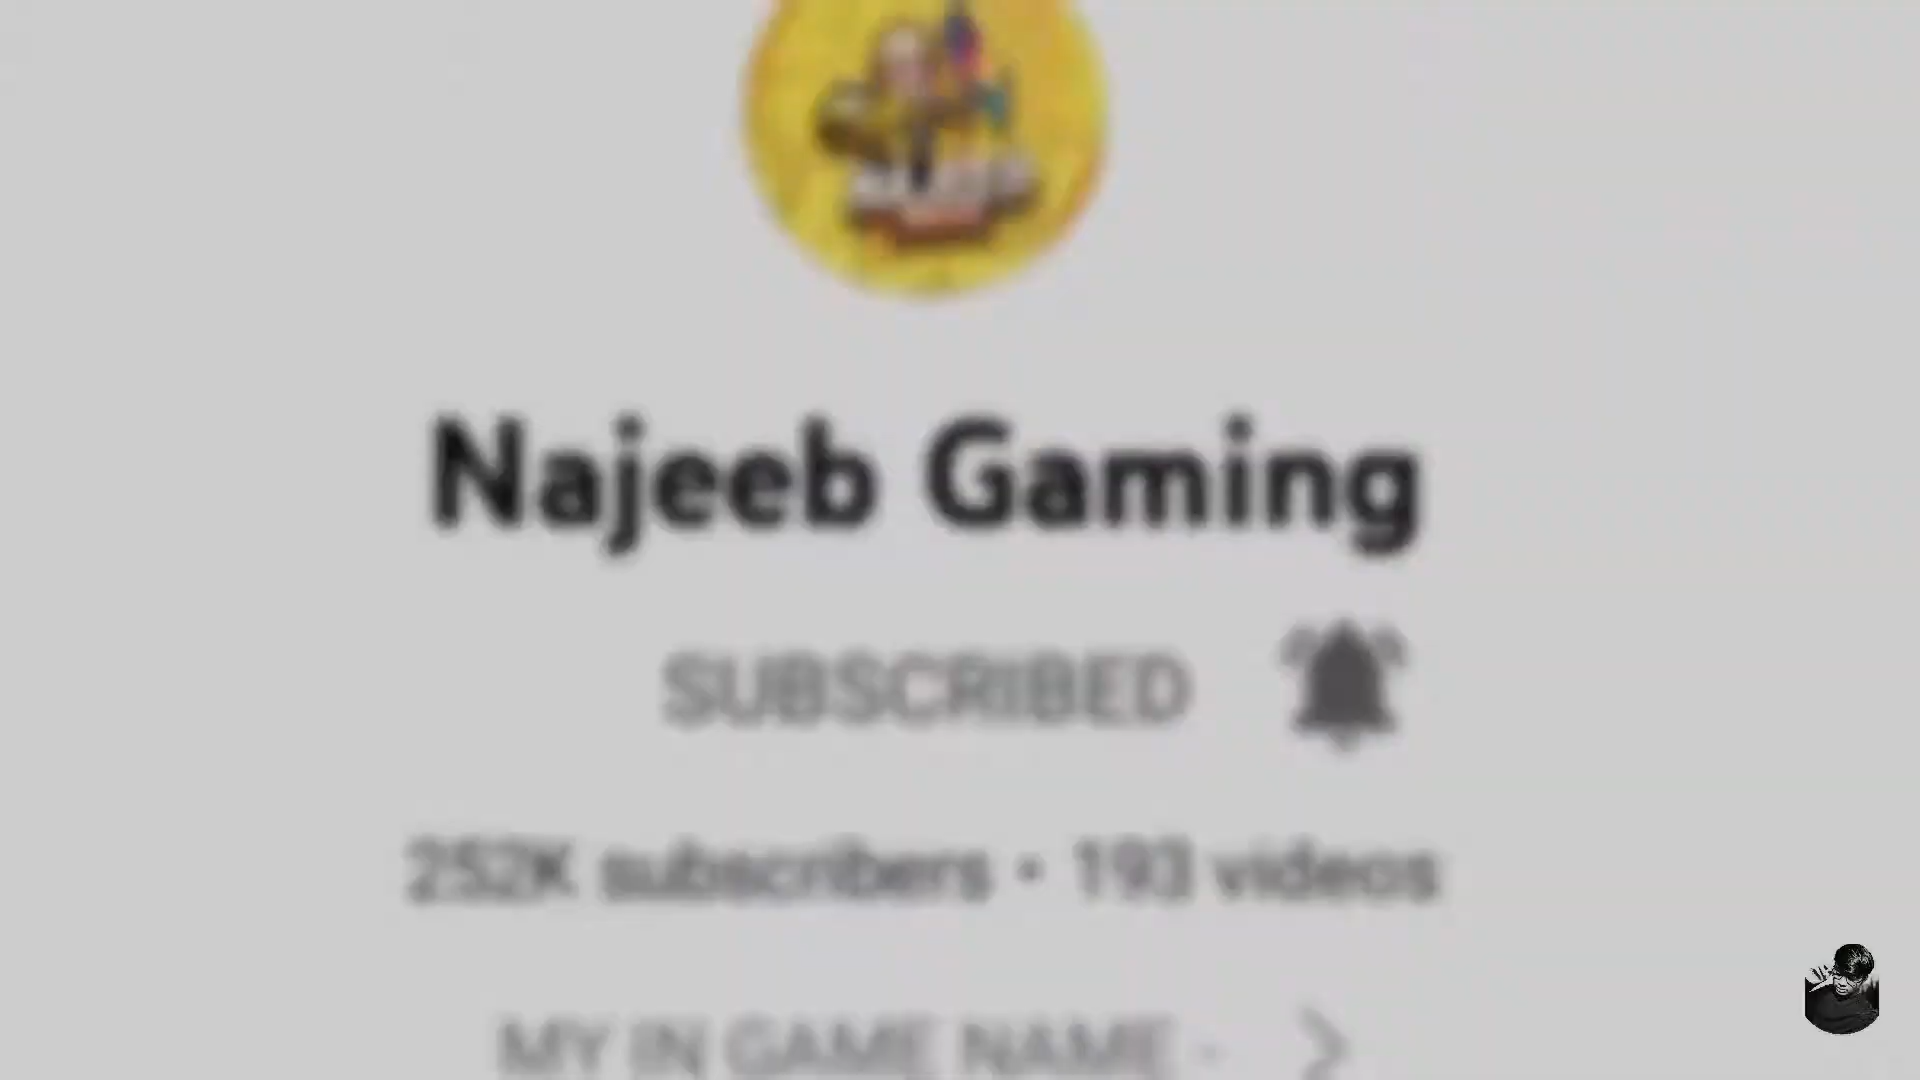 Najeeb Gaming
SUBSCRIBED
252K subscribers • 193 videos
MY IN GAME NAME -